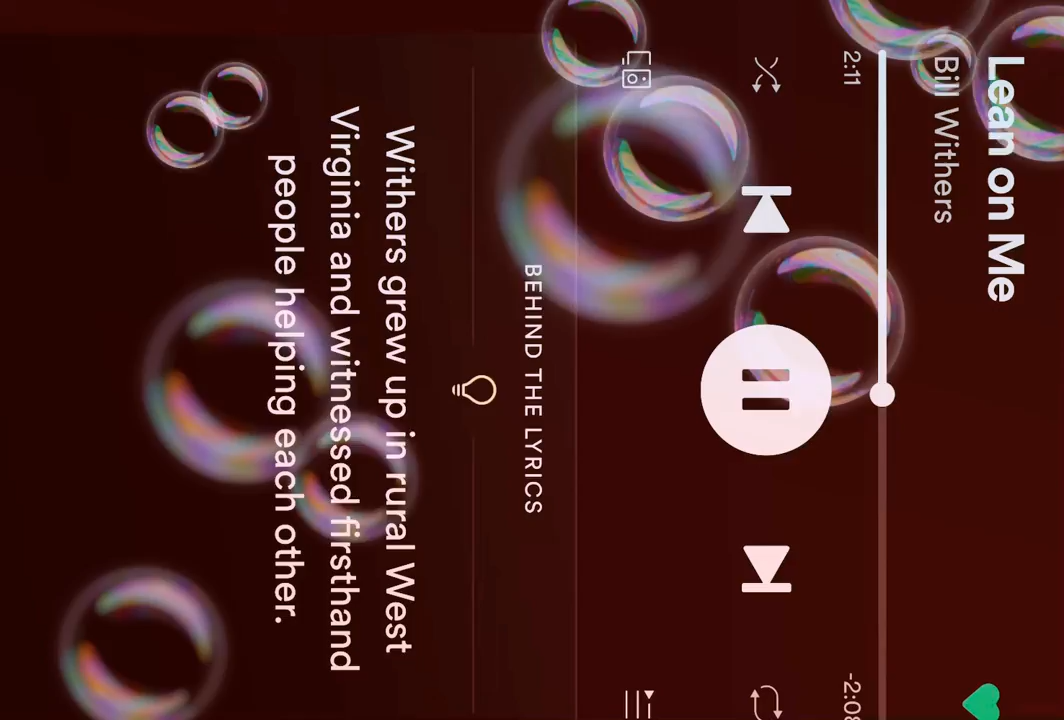 Lean on Me
Bill Withers
2:11
-2:08
BEHIND THE LYRICS
Withers grew up in rural West
Virginia and witnessed firsthand
people helping each other.